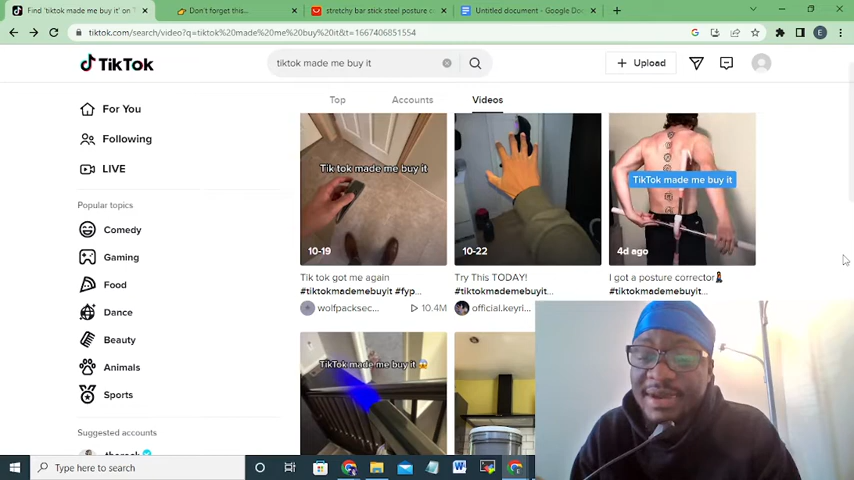 Find 'tiktok made me buy it' on T
Don't forget this...
stretchy bar stick steel posture c
Untitled document - Google Doc
tiktok.com/search/video?q=tiktok%20made%20me%20buy%20it&t=1667406851554
E
TikTok
tiktok made me buy it
Upload
Top
Accounts
Videos
For You
Following
LIVE
Popular topics
Comedy
Gaming
Food
Dance
Beauty
Animals
Sports
Suggested accounts
Tik tok made me buy it
10-19
Tik tok got me again
#tiktokmademebuyit #fyp...
wolfpacksec...
10.4M
10-22
Try This TODAY!
#tiktokmademebuyit...
official.keyri...
TikTok made me buy it
4d ago
I got a posture corrector
#tiktokmademebuyit...
TikTok made me buy it
Type here to search